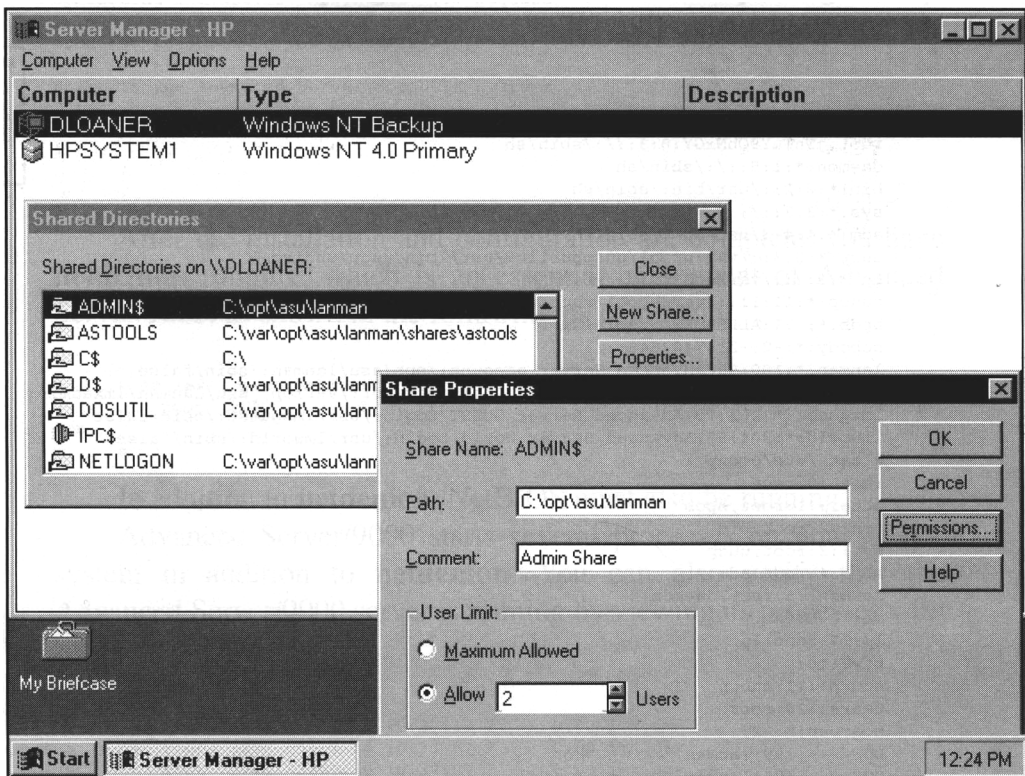 Server Manager - HP
Computer View Options Help
Computer Type Description
DLOANER Windows NT Backup
HPSYSTEM1 Windows NT 4.0 Primary
Shared Directories
Shared Directories on \\DLOANER:
Close
ADMIN$ C:\opt\asu\lanman
New Share...
ASTOOLS C:\var\opt\asu\lanman\shares\astools
C$ C:\
Properties...
D$ C:\var\opt\asu\lanm
DOSUTIL C:\var\opt\asu\lanm
IPC$
NETLOGON C:\var\opt\asu\lanm
Share Properties
Share Name: ADMIN$
OK
Cancel
Path: C:\opt\asu\lanman
Permissions...
Comment: Admin Share
Help
User Limit:
Maximum Allowed
Allow 2 Users
My Briefcase
Start Server Manager - HP 12:24 PM